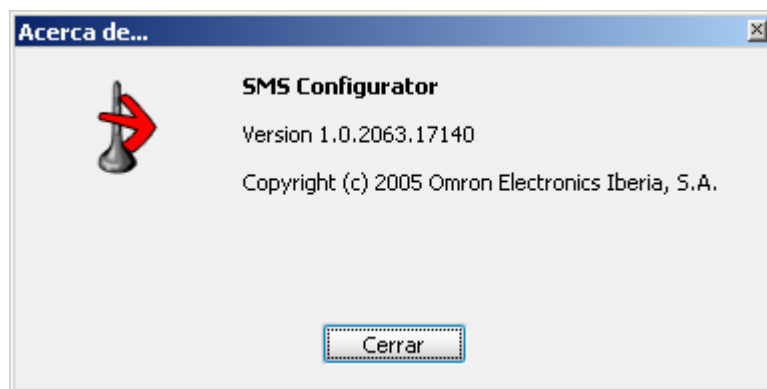 Acerca de...
SMS Configurator
Version 1.0.2063.17140
Copyright (c) 2005 Omron Electronics Iberia, S.A.
Cerrar